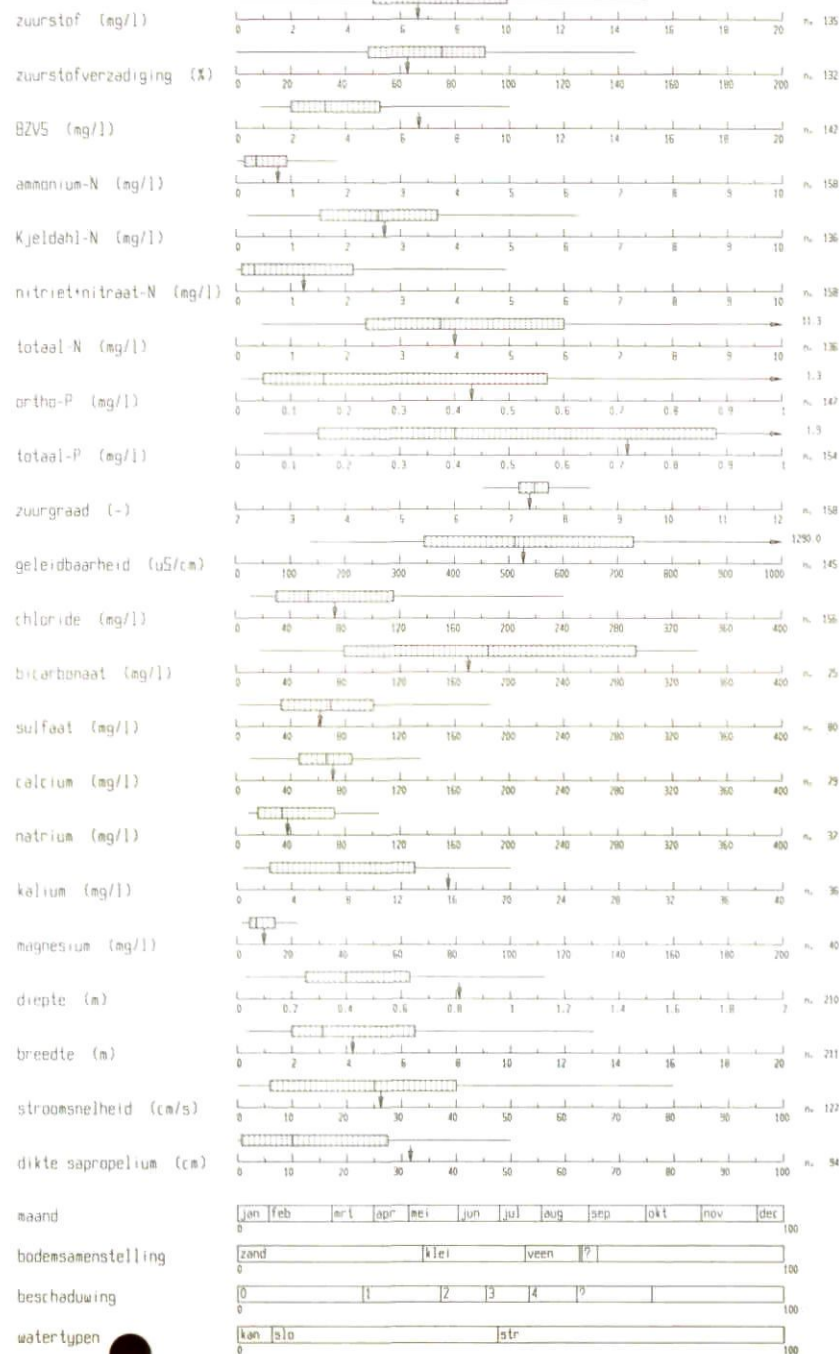 zuurstof (mg/l) 0 2 4 6 8 10 12 14 16 18 20 n= 135
zuurstofverzadiging (%) 0 20 40 60 80 100 120 140 160 180 200 n= 132
BZV5 (mg/l) 0 2 4 6 8 10 12 14 16 18 20 n= 142
ammonium-N (mg/l) 0 1 2 3 4 5 6 7 8 9 10 n= 158
Kjeldahl-N (mg/l) 0 1 2 3 4 5 6 7 8 9 10 n= 136
nitriet+nitraat-N (mg/l) 0 1 2 3 4 5 6 7 8 9 10 n= 158
11.3
totaal-N (mg/l) 0 1 2 3 4 5 6 7 8 9 10 n= 136
1.3
ortho-P (mg/l) 0 0.1 0.2 0.3 0.4 0.5 0.6 0.7 0.8 0.9 1 n= 147
1.9
totaal-P (mg/l) 0 0.1 0.2 0.3 0.4 0.5 0.6 0.7 0.8 0.9 1 n= 154
zuurgraad (-) 2 3 4 5 6 7 8 9 10 11 12 n= 158
1290.0
geleidbaarheid (uS/cm) 0 100 200 300 400 500 600 700 800 900 1000 n= 145
chloride (mg/l) 0 40 80 120 160 200 240 280 320 360 400 n= 156
bicarbonaat (mg/l) 0 40 80 120 160 200 240 280 320 360 400 n= 25
sulfaat (mg/l) 0 40 80 120 160 200 240 280 320 360 400 n= 80
calcium (mg/l) 0 40 80 120 160 200 240 280 320 360 400 n= 29
natrium (mg/l) 0 40 80 120 160 200 240 280 320 360 400 n= 32
kalium (mg/l) 0 4 8 12 16 20 24 28 32 36 40 n= 36
magnesium (mg/l) 0 20 40 60 80 100 120 140 160 180 200 n= 40
diepte (m) 0 0.2 0.4 0.6 0.8 1 1.2 1.4 1.6 1.8 2 n= 210
breedte (m) 0 2 4 6 8 10 12 14 16 18 20 n= 211
stroomsnelheid (cm/s) 0 10 20 30 40 50 60 70 80 90 100 n= 127
dikte sapropelium (cm) 0 10 20 30 40 50 60 70 80 90 100 n= 94
maand jan feb mrt apr mei jun jul aug sep okt nov dec
0 100
bodemsamenstelling zand klei veen ?
0 100
beschaduwing 0 1 2 3 4 ?
0 100
watertypen kan slo str
0 100